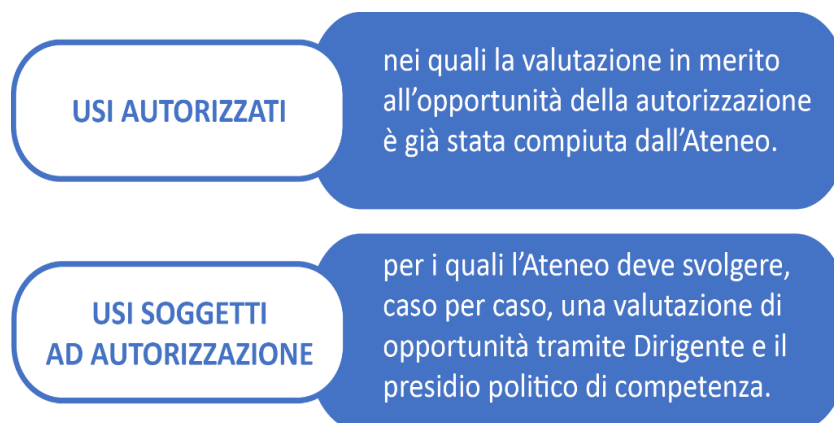 USI AUTORIZZATI
nei quali la valutazione in merito
all’opportunità della autorizzazione
è già stata compiuta dall’Ateneo.
USI SOGGETTI
AD AUTORIZZAZIONE
per i quali l’Ateneo deve svolgere,
caso per caso, una valutazione di
opportunità tramite Dirigente e il
presidio politico di competenza.